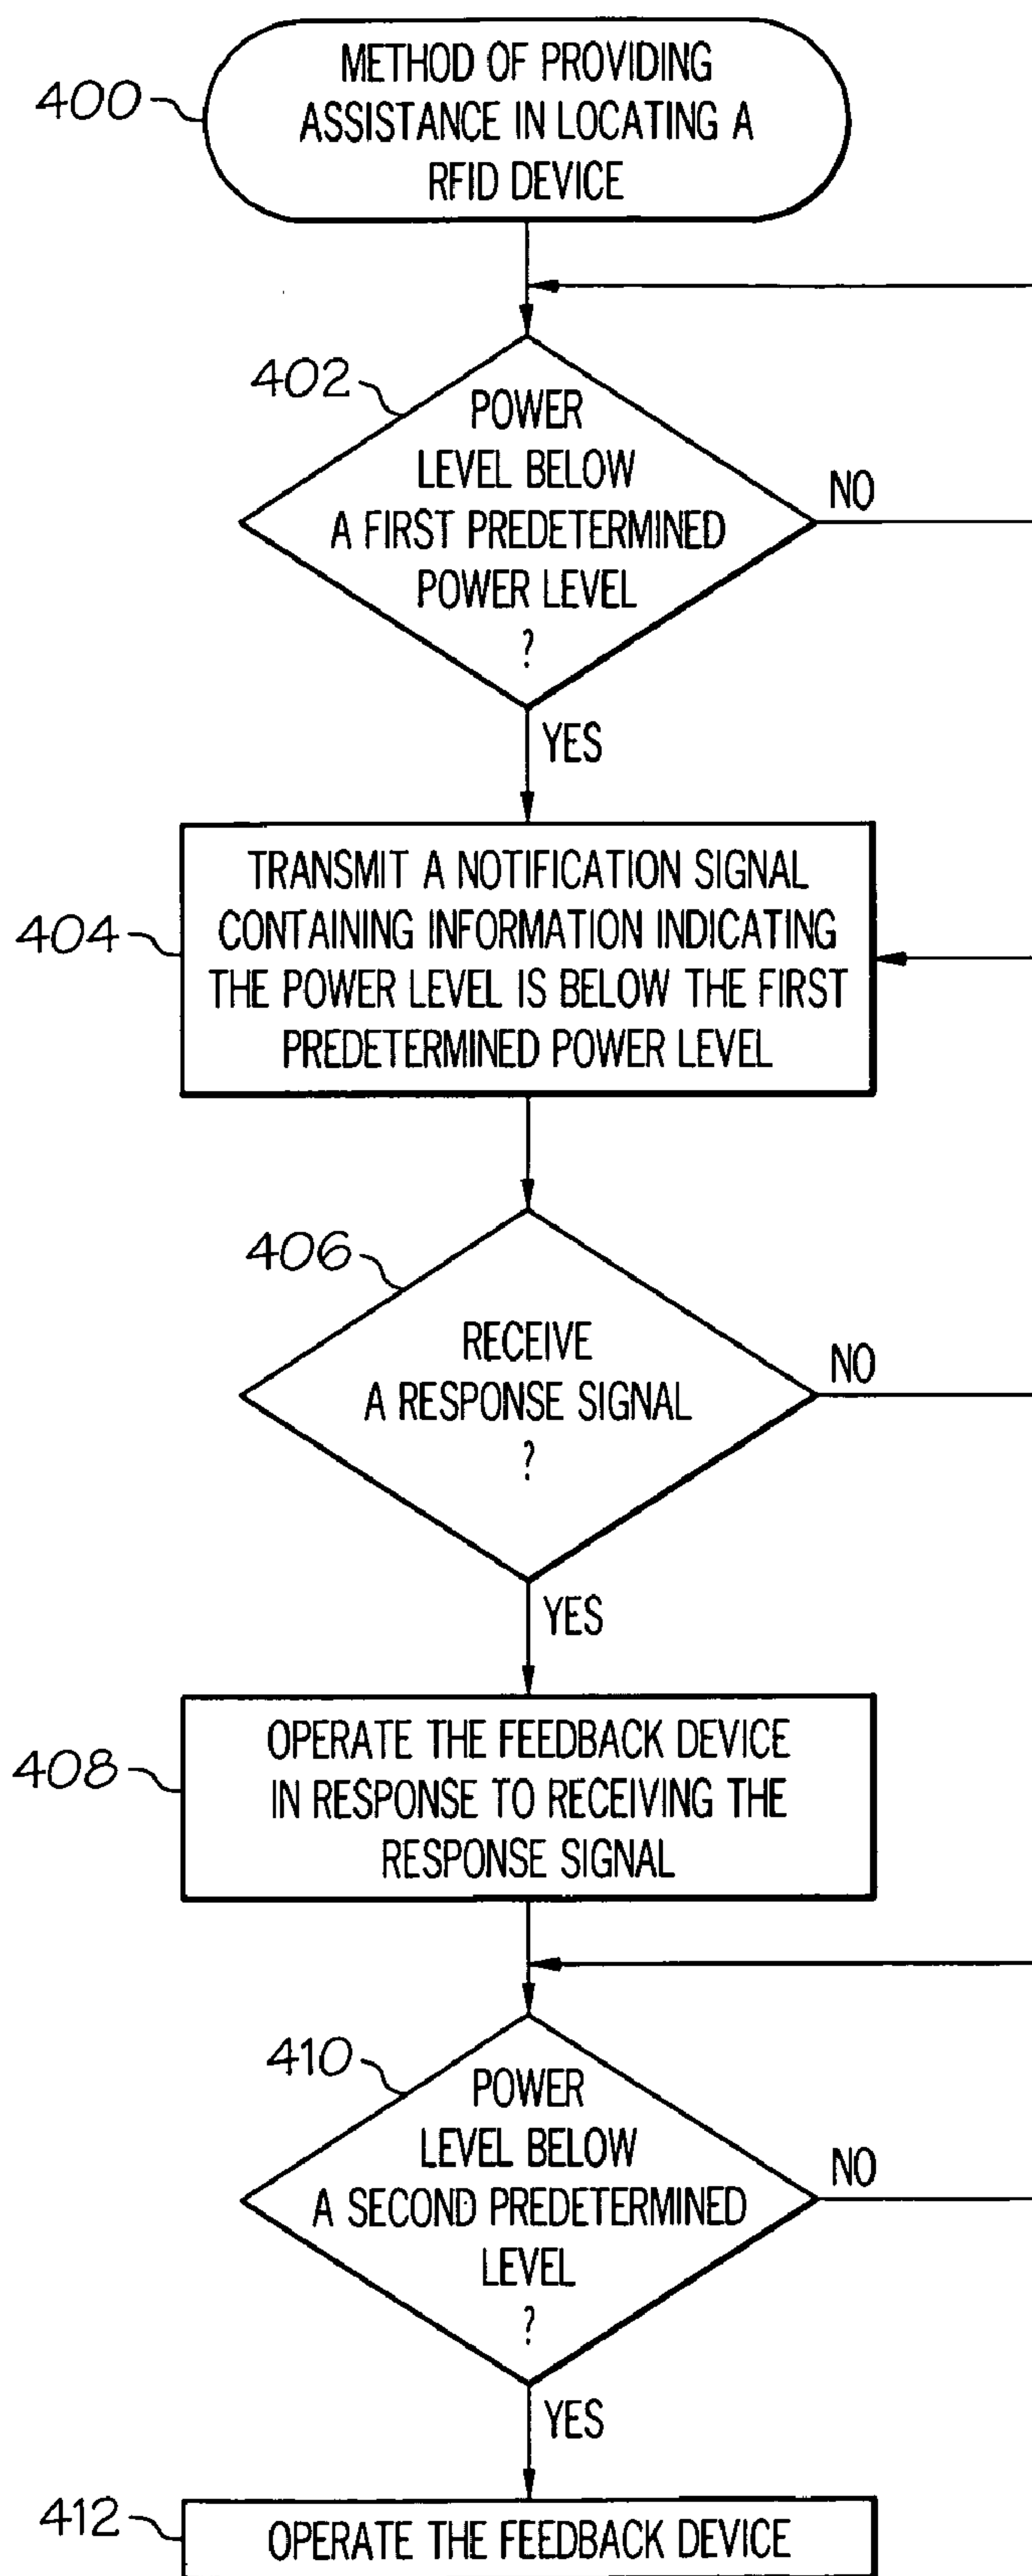 METHOD OF PROVIDING
ASSISTANCE IN LOCATING A
RFID DEVICE
400
402
POWER
LEVEL BELOW
A FIRST PREDETERMINED
POWER LEVEL
?
NO
YES
404
TRANSMIT A NOTIFICATION SIGNAL
CONTAINING INFORMATION INDICATING
THE POWER LEVEL IS BELOW THE FIRST
PREDETERMINED POWER LEVEL
406
RECEIVE
A RESPONSE SIGNAL
?
NO
YES
408
OPERATE THE FEEDBACK DEVICE
IN RESPONSE TO RECEIVING THE
RESPONSE SIGNAL
410
POWER
LEVEL BELOW
A SECOND PREDETERMINED
LEVEL
?
NO
YES
412
OPERATE THE FEEDBACK DEVICE